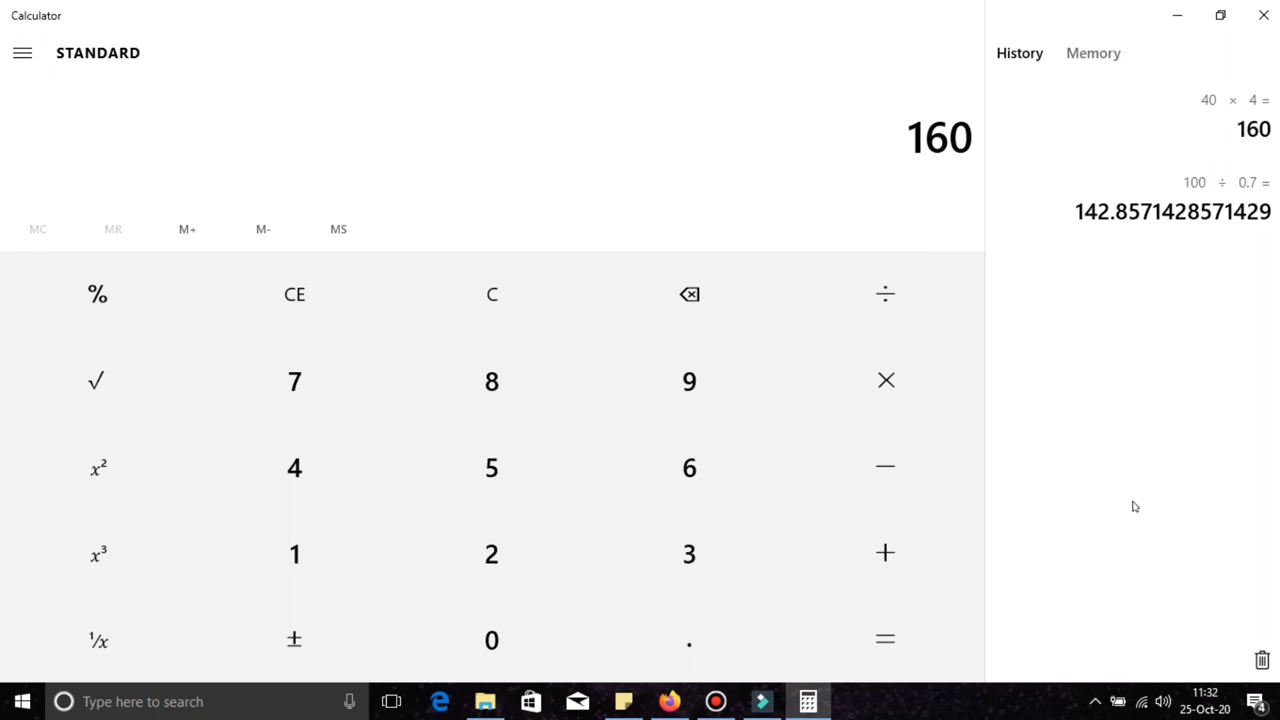 Calculator
STANDARD
History Memory
40 × 4 =
160
160
100 ÷ 0.7 =
142.8571428571429
MC MR M+ M- MS
% CE C ÷
√ 7 8 9 ×
x² 4 5 6 −
x³ 1 2 3 +
¹/x ± 0 . =
Type here to search
11:32
25-Oct-20
4